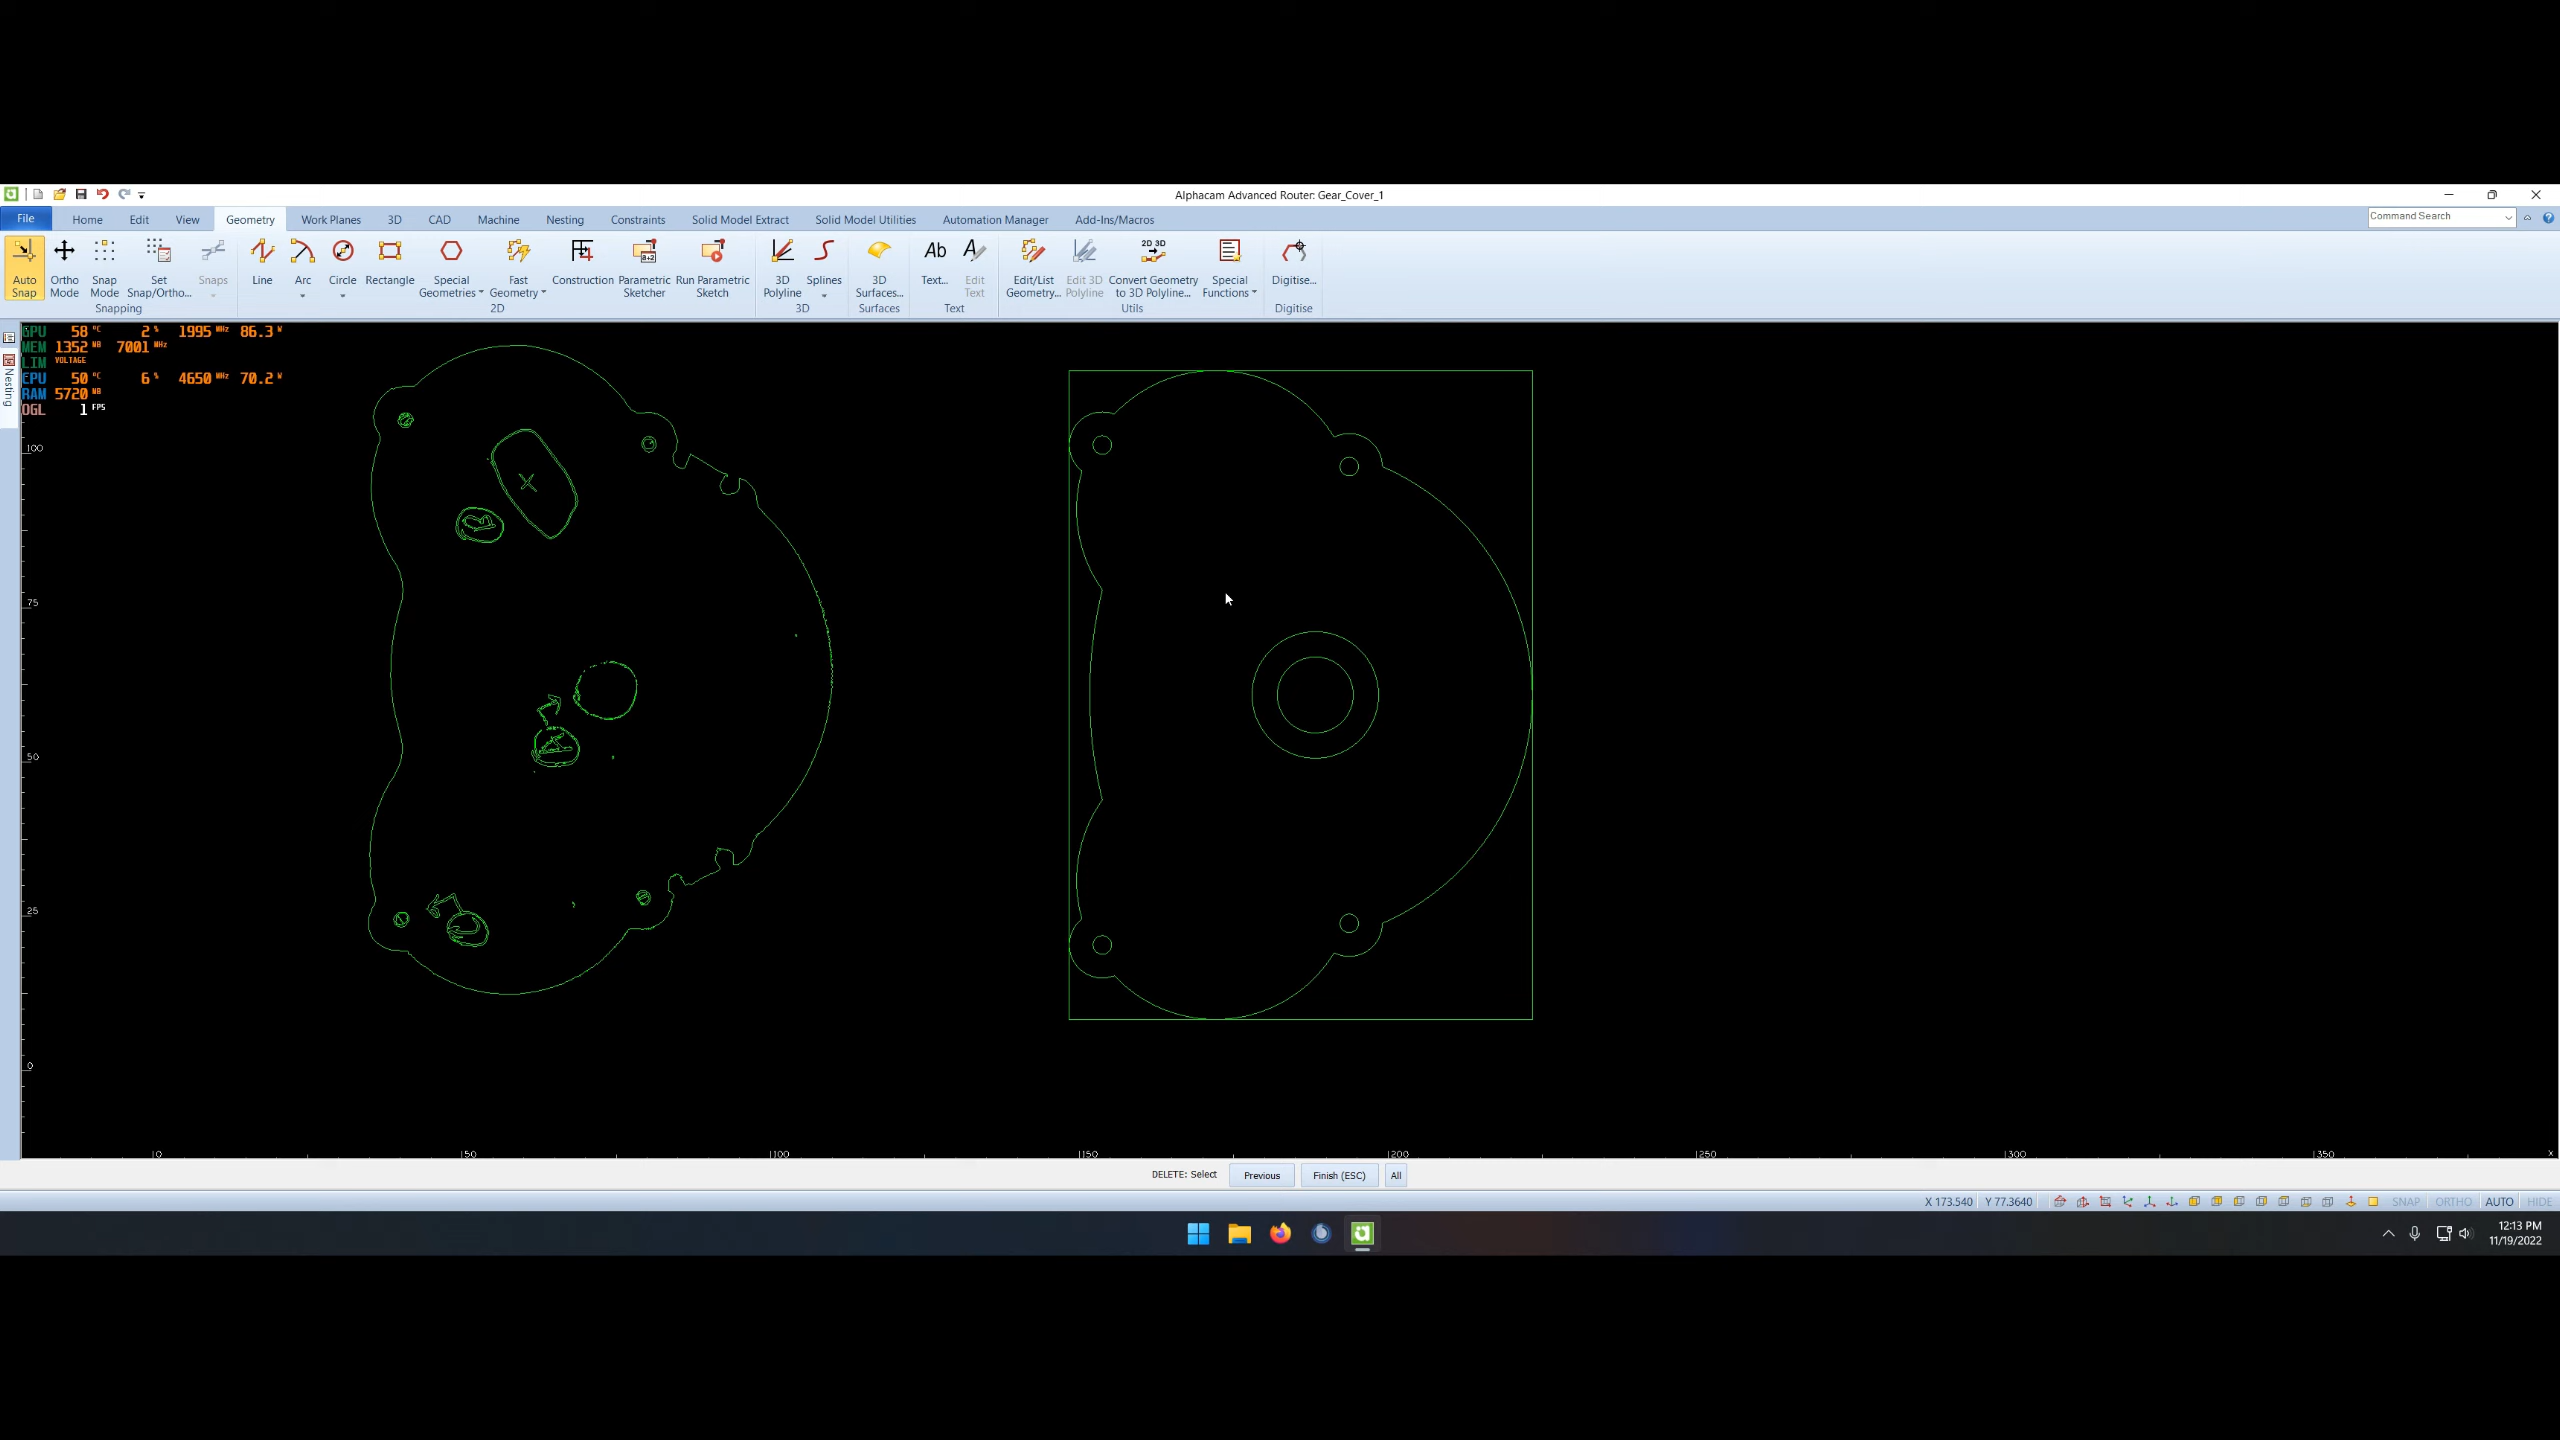 Alphacam Advanced Router: Gear_Cover_1
File Home Edit View Geometry Work Planes 3D CAD Machine Nesting Constraints Solid Model Extract Solid Model Utilities Automation Manager Add-Ins/Macros Command Search
Auto Snap
Ortho Mode
Snap Mode
Set Snap/Ortho...
Snaps
Snapping
Line
Arc
Circle
Rectangle
Special Geometries
Fast Geometry
Construction
Parametric Sketcher
Run Parametric Sketch
2D
3D Polyline
Splines
3D
3D Surfaces...
Surfaces
Ab
Text...
Edit Text
Text
Edit/List Geometry...
Edit 3D Polyline
2D 3D
Convert Geometry to 3D Polyline...
Special Functions
Utils
Digitise...
Digitise
Nesting
GPU 58 °C 2 % 1995 MHz 86.3 W
MEM 1352 MB 7001 MHz
LIM VOLTAGE
CPU 50 °C 6 % 4650 MHz 70.2 W
RAM 5720 MB
OGL 1 FPS
100
75
50
25
0
0 50 100 150 200 250 300 350 X
DELETE: Select Previous Finish (ESC) All
X 173.540 Y 77.3640 SNAP ORTHO AUTO HIDE
12:13 PM
11/19/2022